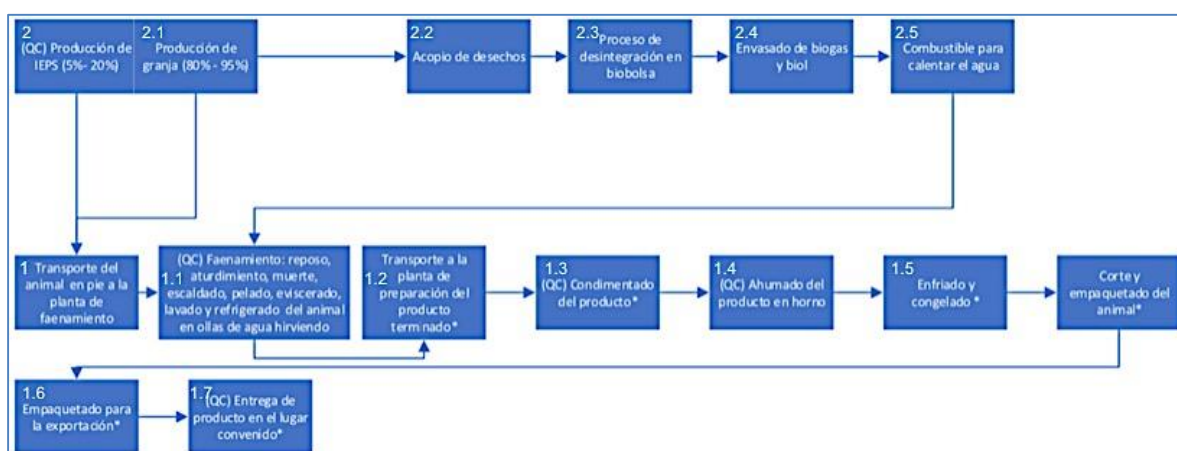 2
(QC) Producción de
IEPS (5%- 20%)
2.1
Producción de
granja (80% - 95%)
2.2
Acopio de desechos
2.3
Proceso de
desintegración en
biobolsa
2.4
Envasado de biogas
y biol
2.5
Combustible para
calentar el agua
1
Transporte del
animal en pie a la
planta de
faenamiento
1.1
(QC) Faenamiento: reposo,
aturdimiento, muerte,
escaldado, pelado, eviscerado,
lavado y refrigerado del animal
en ollas de agua hirviendo
1.2
Transporte a la
planta de
preparación del
producto
terminado*
1.3
(QC) Condimentado
del producto*
1.4
(QC) Ahumado del
producto en horno
1.5
Enfriado y
congelado *
Corte y
empaquetado del
animal*
1.6
Empaquetado para
la exportación*
1.7
(QC) Entrega de
producto en el lugar
convenido*